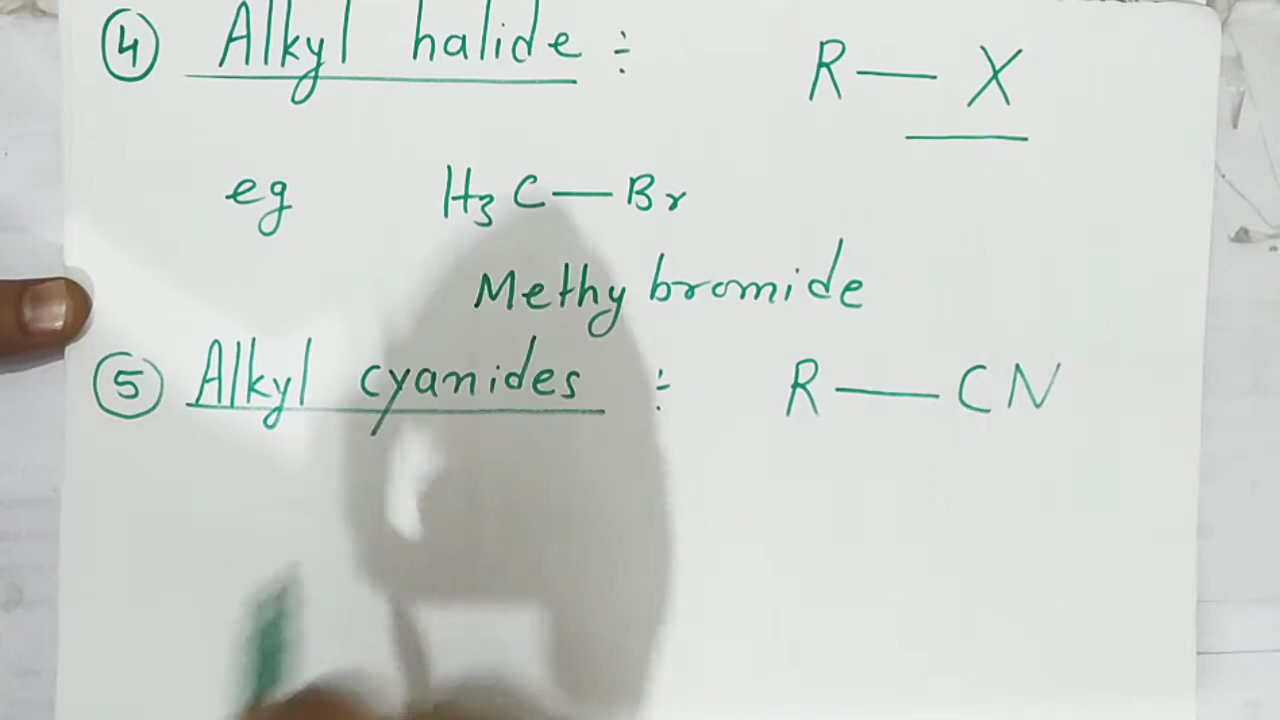 ④ Alkyl halide ÷ R — X
eg H₃C — Br
Methy bromide
⑤ Alkyl cyanides ÷ R — CN